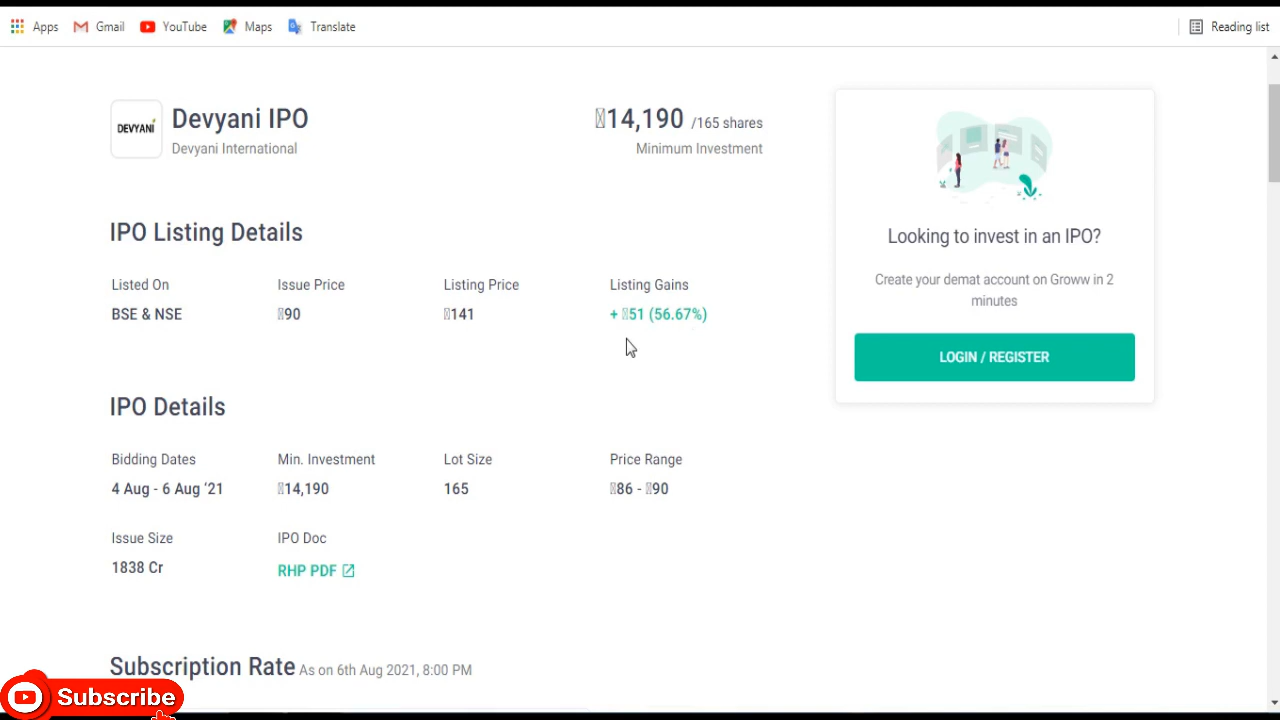 Apps Gmail YouTube Maps Translate Reading list
DEVYANI
Devyani IPO
Devyani International
14,190 /165 shares
Minimum Investment
IPO Listing Details
Listed On Issue Price Listing Price Listing Gains
BSE & NSE 90 141 + 51 (56.67%)
IPO Details
Bidding Dates Min. Investment Lot Size Price Range
4 Aug - 6 Aug '21 14,190 165 86 - 90
Issue Size IPO Doc
1838 Cr RHP PDF
Subscription Rate As on 6th Aug 2021, 8:00 PM
Looking to invest in an IPO?
Create your demat account on Groww in 2
minutes
LOGIN / REGISTER
Subscribe